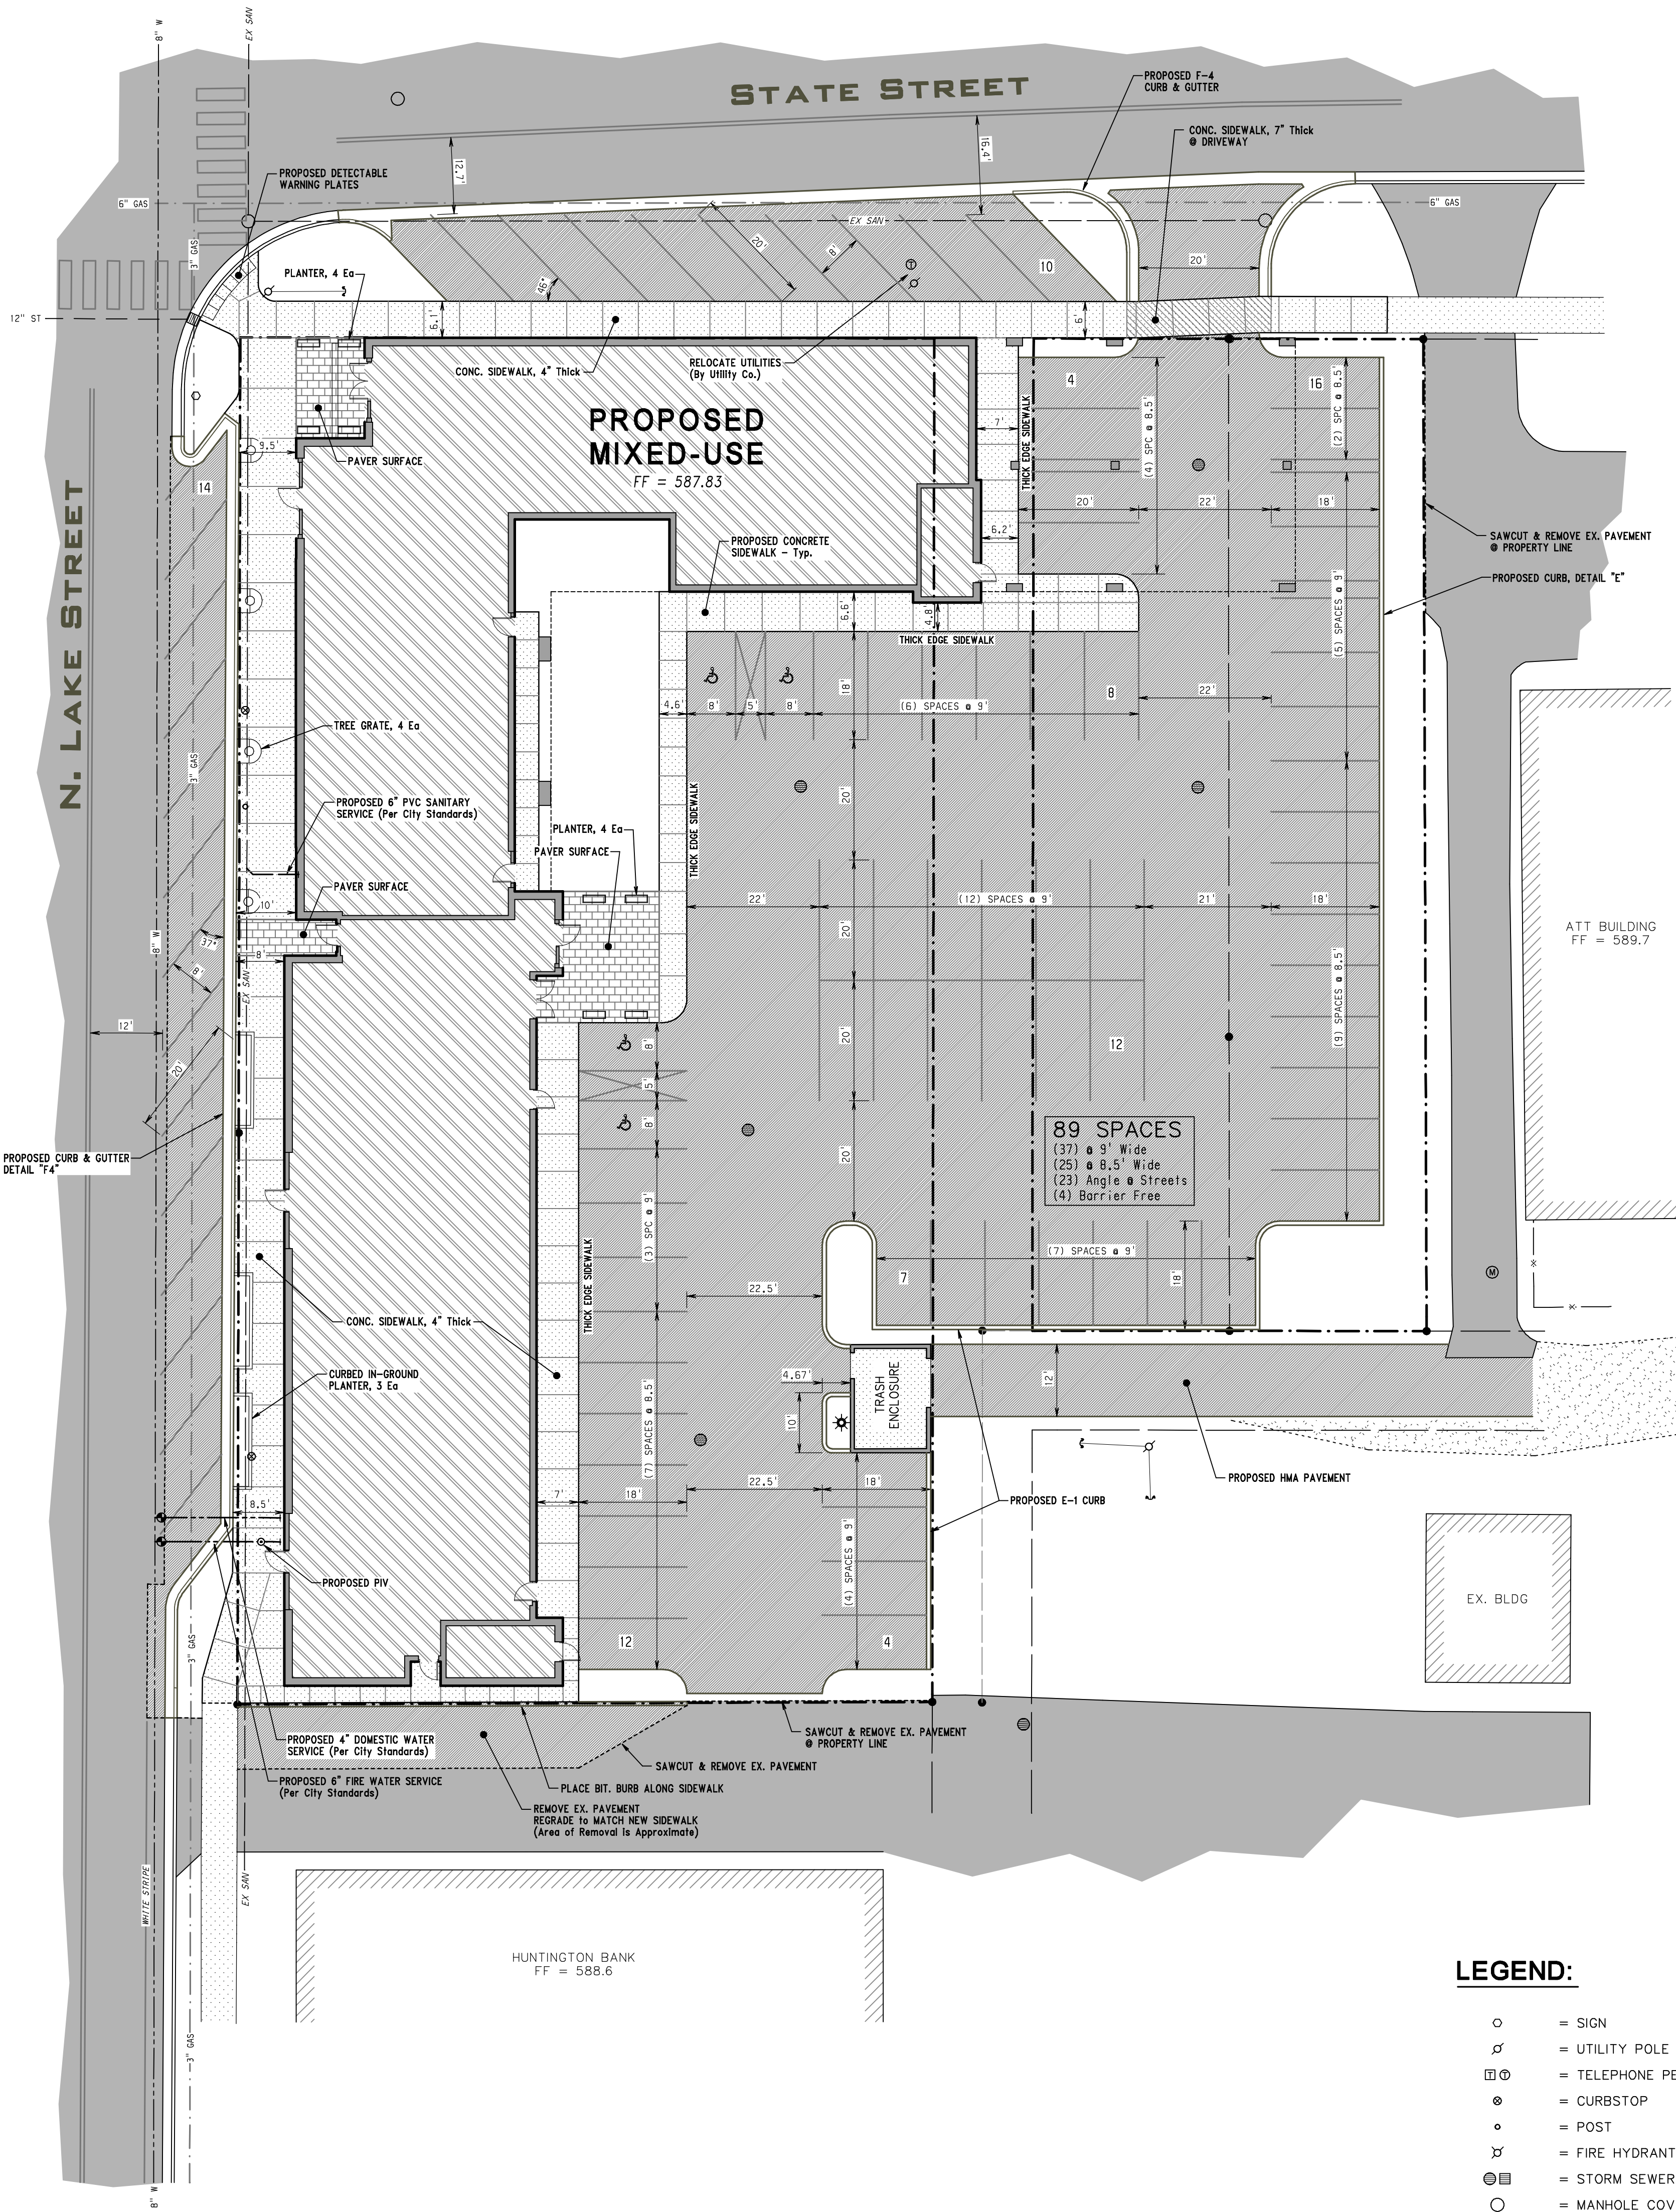 8" W
EX SAN
STATE STREET
PROPOSED F-4
CURB & GUTTER
CONC. SIDEWALK, 7" Thick
@ DRIVEWAY
12.7'
16.4'
PROPOSED DETECTABLE
WARNING PLATES
6" GAS
6" GAS
3" GAS
EX SAN
20'
8'
46°
10
20'
PLANTER, 4 Ea
12" ST
6.1'
6'
CONC. SIDEWALK, 4" Thick
RELOCATE UTILITIES
(By Utility Co.)
4
16
(2) SPC @ 8.5'
(4) SPC @ 8.5'
PROPOSED
MIXED-USE
FF = 587.83
7'
THICK EDGE SIDEWALK
9.5'
PAVER SURFACE
14
N. LAKE STREET
20'
22'
18'
6.2'
SAWCUT & REMOVE EX. PAVEMENT
@ PROPERTY LINE
PROPOSED CONCRETE
SIDEWALK - Typ.
PROPOSED CURB, DETAIL "E"
6.6'
4.8'
THICK EDGE SIDEWALK
(5) SPACES @ 9'
18'
8
22'
4.6'
8'
5'
8'
(6) SPACES @ 9'
TREE GRATE, 4 Ea
3" GAS
20'
PROPOSED 6" PVC SANITARY
SERVICE (Per City Standards)
THICK EDGE SIDEWALK
PLANTER, 4 Ea
PAVER SURFACE
PAVER SURFACE
10'
22'
(12) SPACES @ 9'
21'
18'
20'
ATT BUILDING
FF = 589.7
8" W
37°
8'
8'
EX SAN
(9) SPACES @ 8.5'
12'
20'
8'
5'
8'
20'
12
20'
89 SPACES
(37) @ 9' Wide
(25) @ 8.5' Wide
(23) Angle @ Streets
(4) Barrier Free
PROPOSED CURB & GUTTER
DETAIL "F4"
(3) SPC @ 9'
THICK EDGE SIDEWALK
(7) SPACES @ 9'
7
18'
22.5'
M
CONC. SIDEWALK, 4" Thick
CURBED IN-GROUND
PLANTER, 3 Ea
4.67'
TRASH
ENCLOSURE
12'
10'
(7) SPACES @ 8.5'
PROPOSED HMA PAVEMENT
8.5'
7'
18'
22.5'
18'
PROPOSED E-1 CURB
(4) SPACES @ 9'
PROPOSED PIV
EX. BLDG
3" GAS
12
4
PROPOSED 4" DOMESTIC WATER
SERVICE (Per City Standards)
SAWCUT & REMOVE EX. PAVEMENT
@ PROPERTY LINE
SAWCUT & REMOVE EX. PAVEMENT
PROPOSED 6" FIRE WATER SERVICE
(Per City Standards)
PLACE BIT. BURB ALONG SIDEWALK
REMOVE EX. PAVEMENT
REGRADE to MATCH NEW SIDEWALK
(Area of Removal is Approximate)
WHITE STRIPE
EX SAN
HUNTINGTON BANK
FF = 588.6
3" GAS
8" W
LEGEND:
= SIGN
= UTILITY POLE
T T = TELEPHONE PE
= CURBSTOP
= POST
= FIRE HYDRANT
= STORM SEWER
= MANHOLE COV